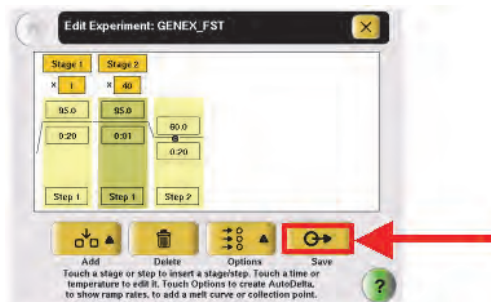 Edit Experiment: GENEX_FST
Stage 1 Stage 2
× 1 × 40
95.0 95.0
60.0
0:20 0:01
0:20
Step 1 Step 1 Step 2
Add Delete Options Save
Touch a stage or step to insert a stage/step. Touch a time or
temperature to edit it. Touch Options to create AutoDelta,
to show ramp rates, to add a melt curve or collection point.
?